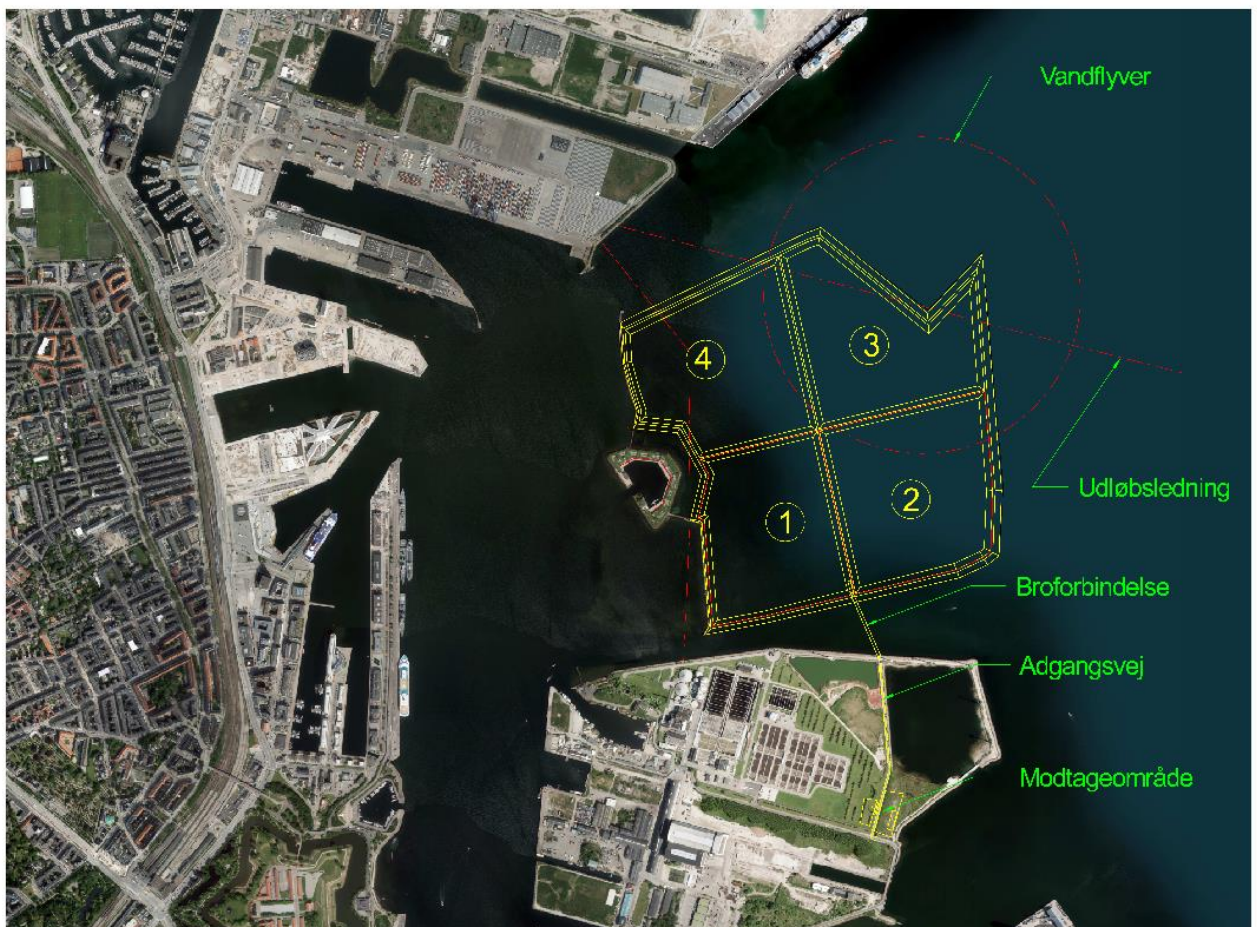 Vandflyver
3
4
2
1
Udløbsledning
Broforbindelse
Adgangsvej
Modtageområde